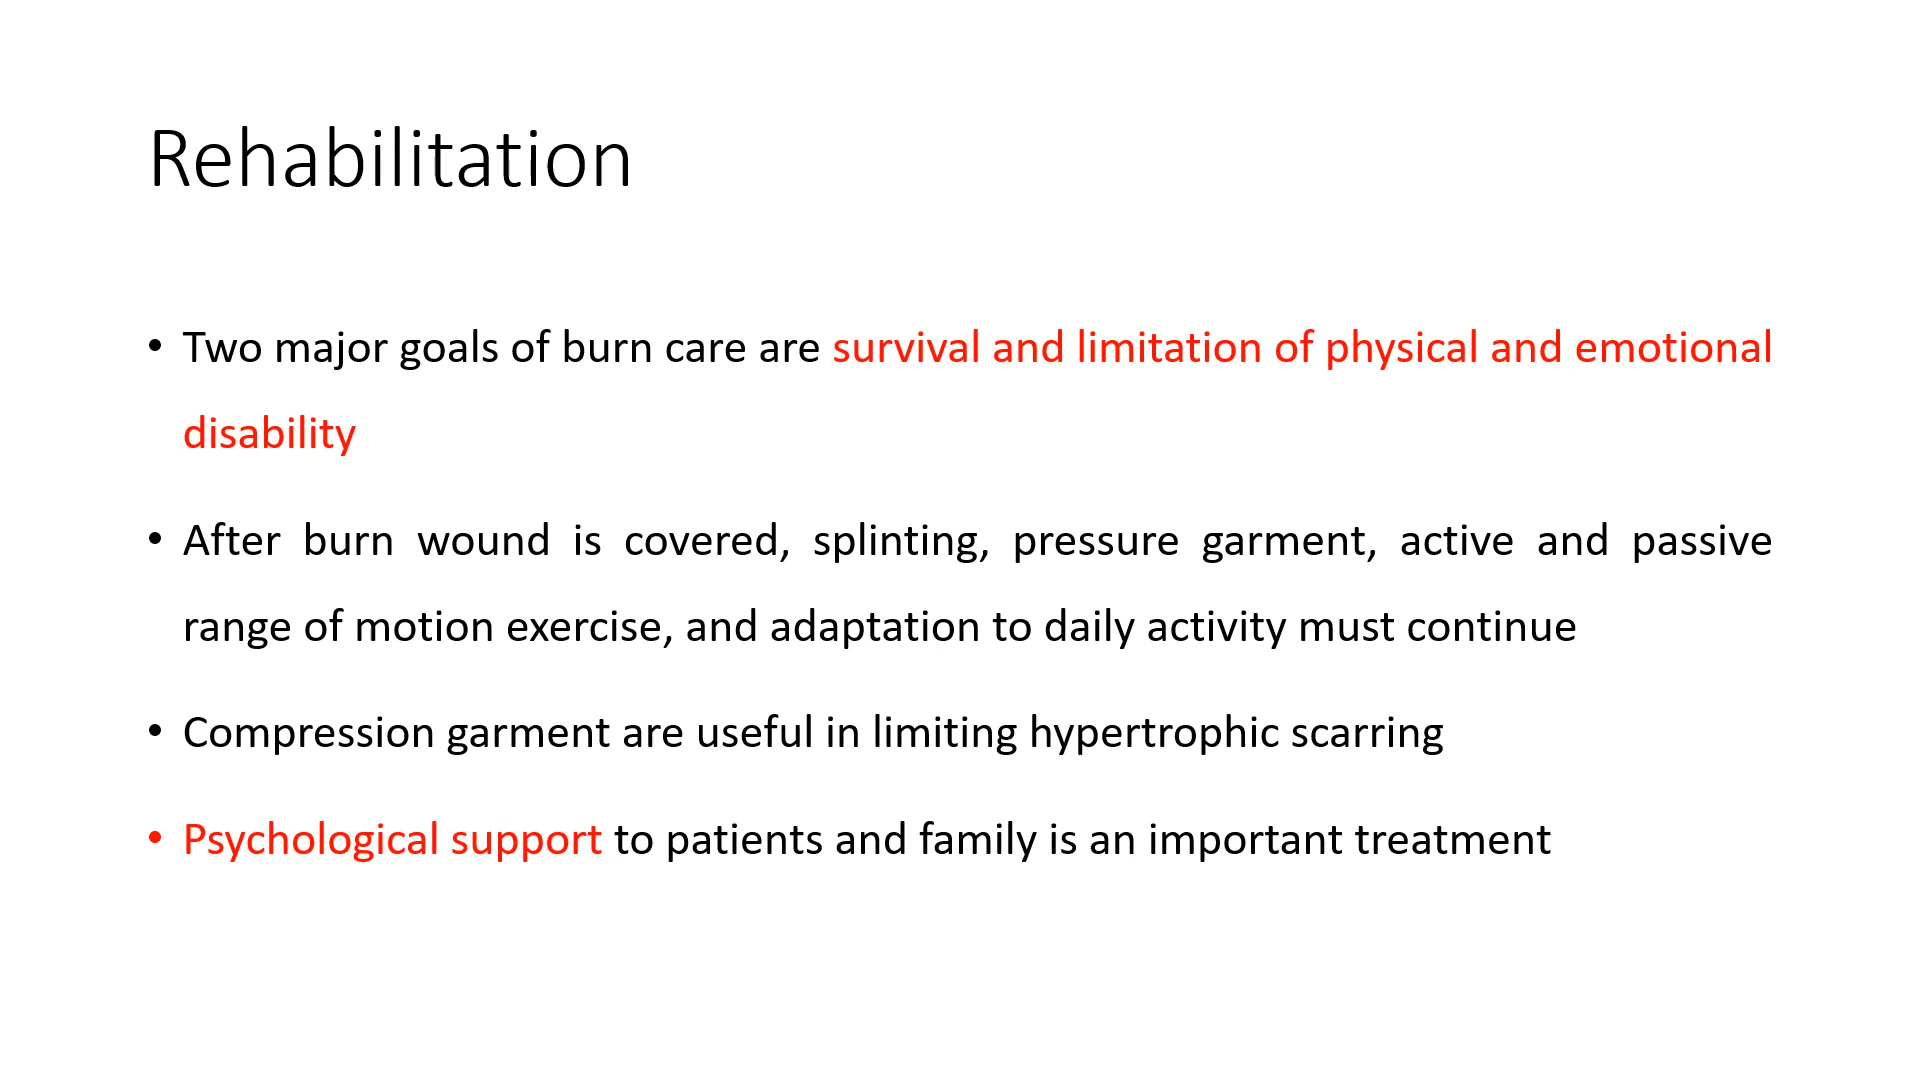 Rehabilitation
• Two major goals of burn care are survival and limitation of physical and emotional
disability
• After burn wound is covered, splinting, pressure garment, active and passive
range of motion exercise, and adaptation to daily activity must continue
• Compression garment are useful in limiting hypertrophic scarring
• Psychological support to patients and family is an important treatment